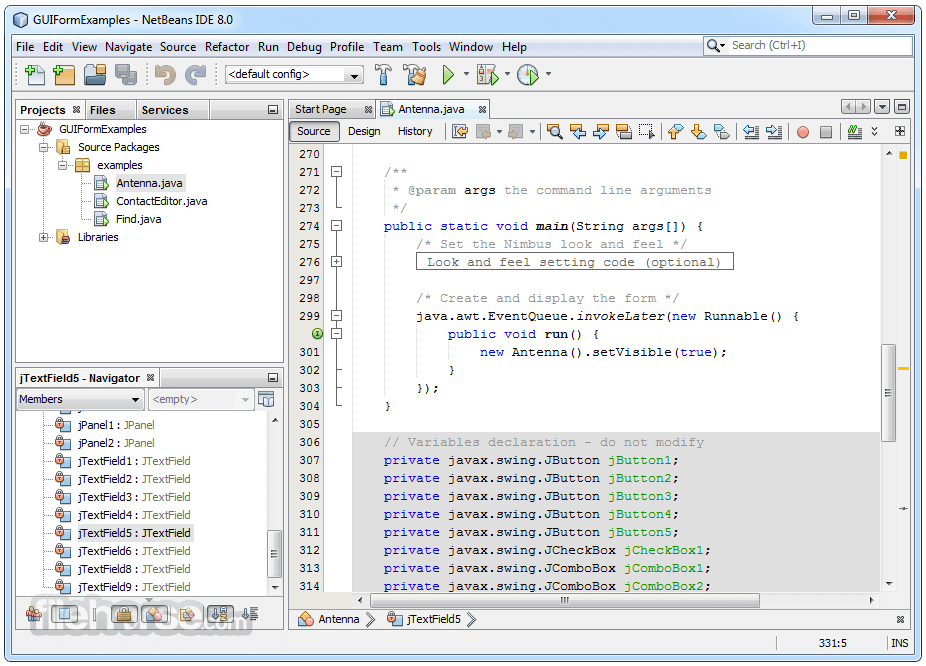 GUIFormExamples - NetBeans IDE 8.0
File Edit View Navigate Source Refactor Run Debug Profile Team Tools Window Help
Search (Ctrl+I)
<default config>
Projects
Files
Services
GUIFormExamples
Source Packages
examples
Antenna.java
ContactEditor.java
Find.java
Libraries
jTextField5 - Navigator
Members
<empty>
jPanel1 : JPanel
jPanel2 : JPanel
jTextField1 : JTextField
jTextField2 : JTextField
jTextField3 : JTextField
jTextField4 : JTextField
jTextField5 : JTextField
jTextField6 : JTextField
jTextField8 : JTextField
jTextField9 : JTextField
Start Page
Antenna.java
Source
Design
History
270
271 /**
272 * @param args the command line arguments
273 */
274 public static void main(String args[]) {
275 /* Set the Nimbus look and feel */
276 Look and feel setting code (optional)
297
298 /* Create and display the form */
299 java.awt.EventQueue.invokeLater(new Runnable() {
public void run() {
301 new Antenna().setVisible(true);
302 }
303 });
304 }
305
306 // Variables declaration - do not modify
307 private javax.swing.JButton jButton1;
308 private javax.swing.JButton jButton2;
309 private javax.swing.JButton jButton3;
310 private javax.swing.JButton jButton4;
311 private javax.swing.JButton jButton5;
312 private javax.swing.JCheckBox jCheckBox1;
313 private javax.swing.JComboBox jComboBox1;
314 private javax.swing.JComboBox jComboBox2;
Antenna
jTextField5
331:5
INS